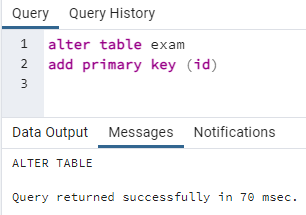 Query Query History
1 alter table exam
2 add primary key (id)
3
Data Output Messages Notifications
ALTER TABLE
Query returned successfully in 70 msec.